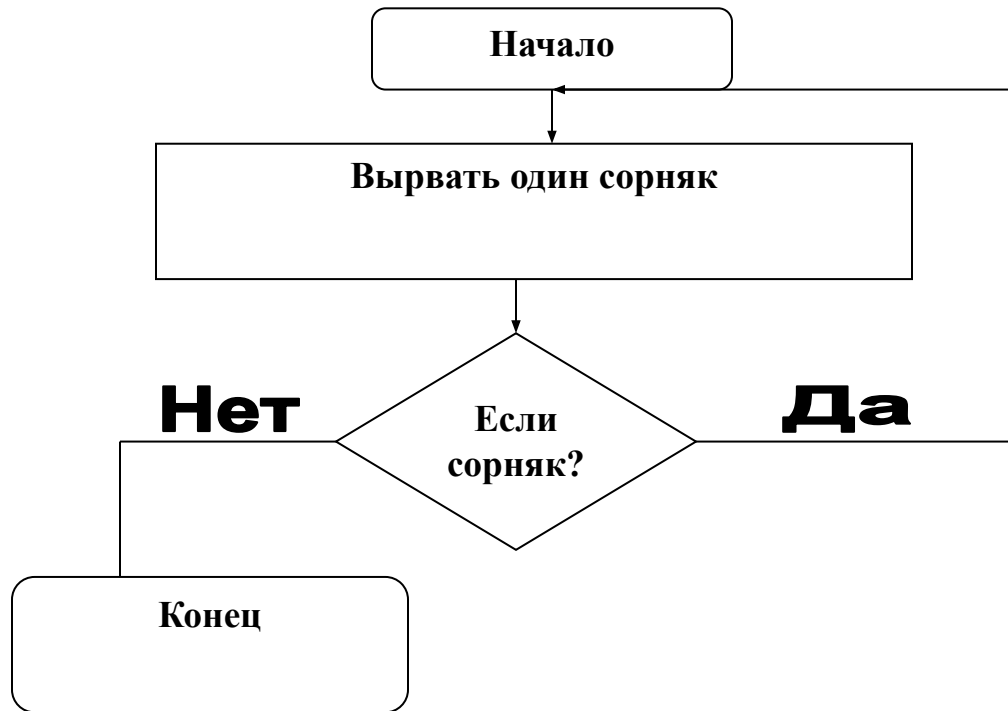 Начало
Вырвать один сорняк
Нет
Да
Если
сорняк?
Конец